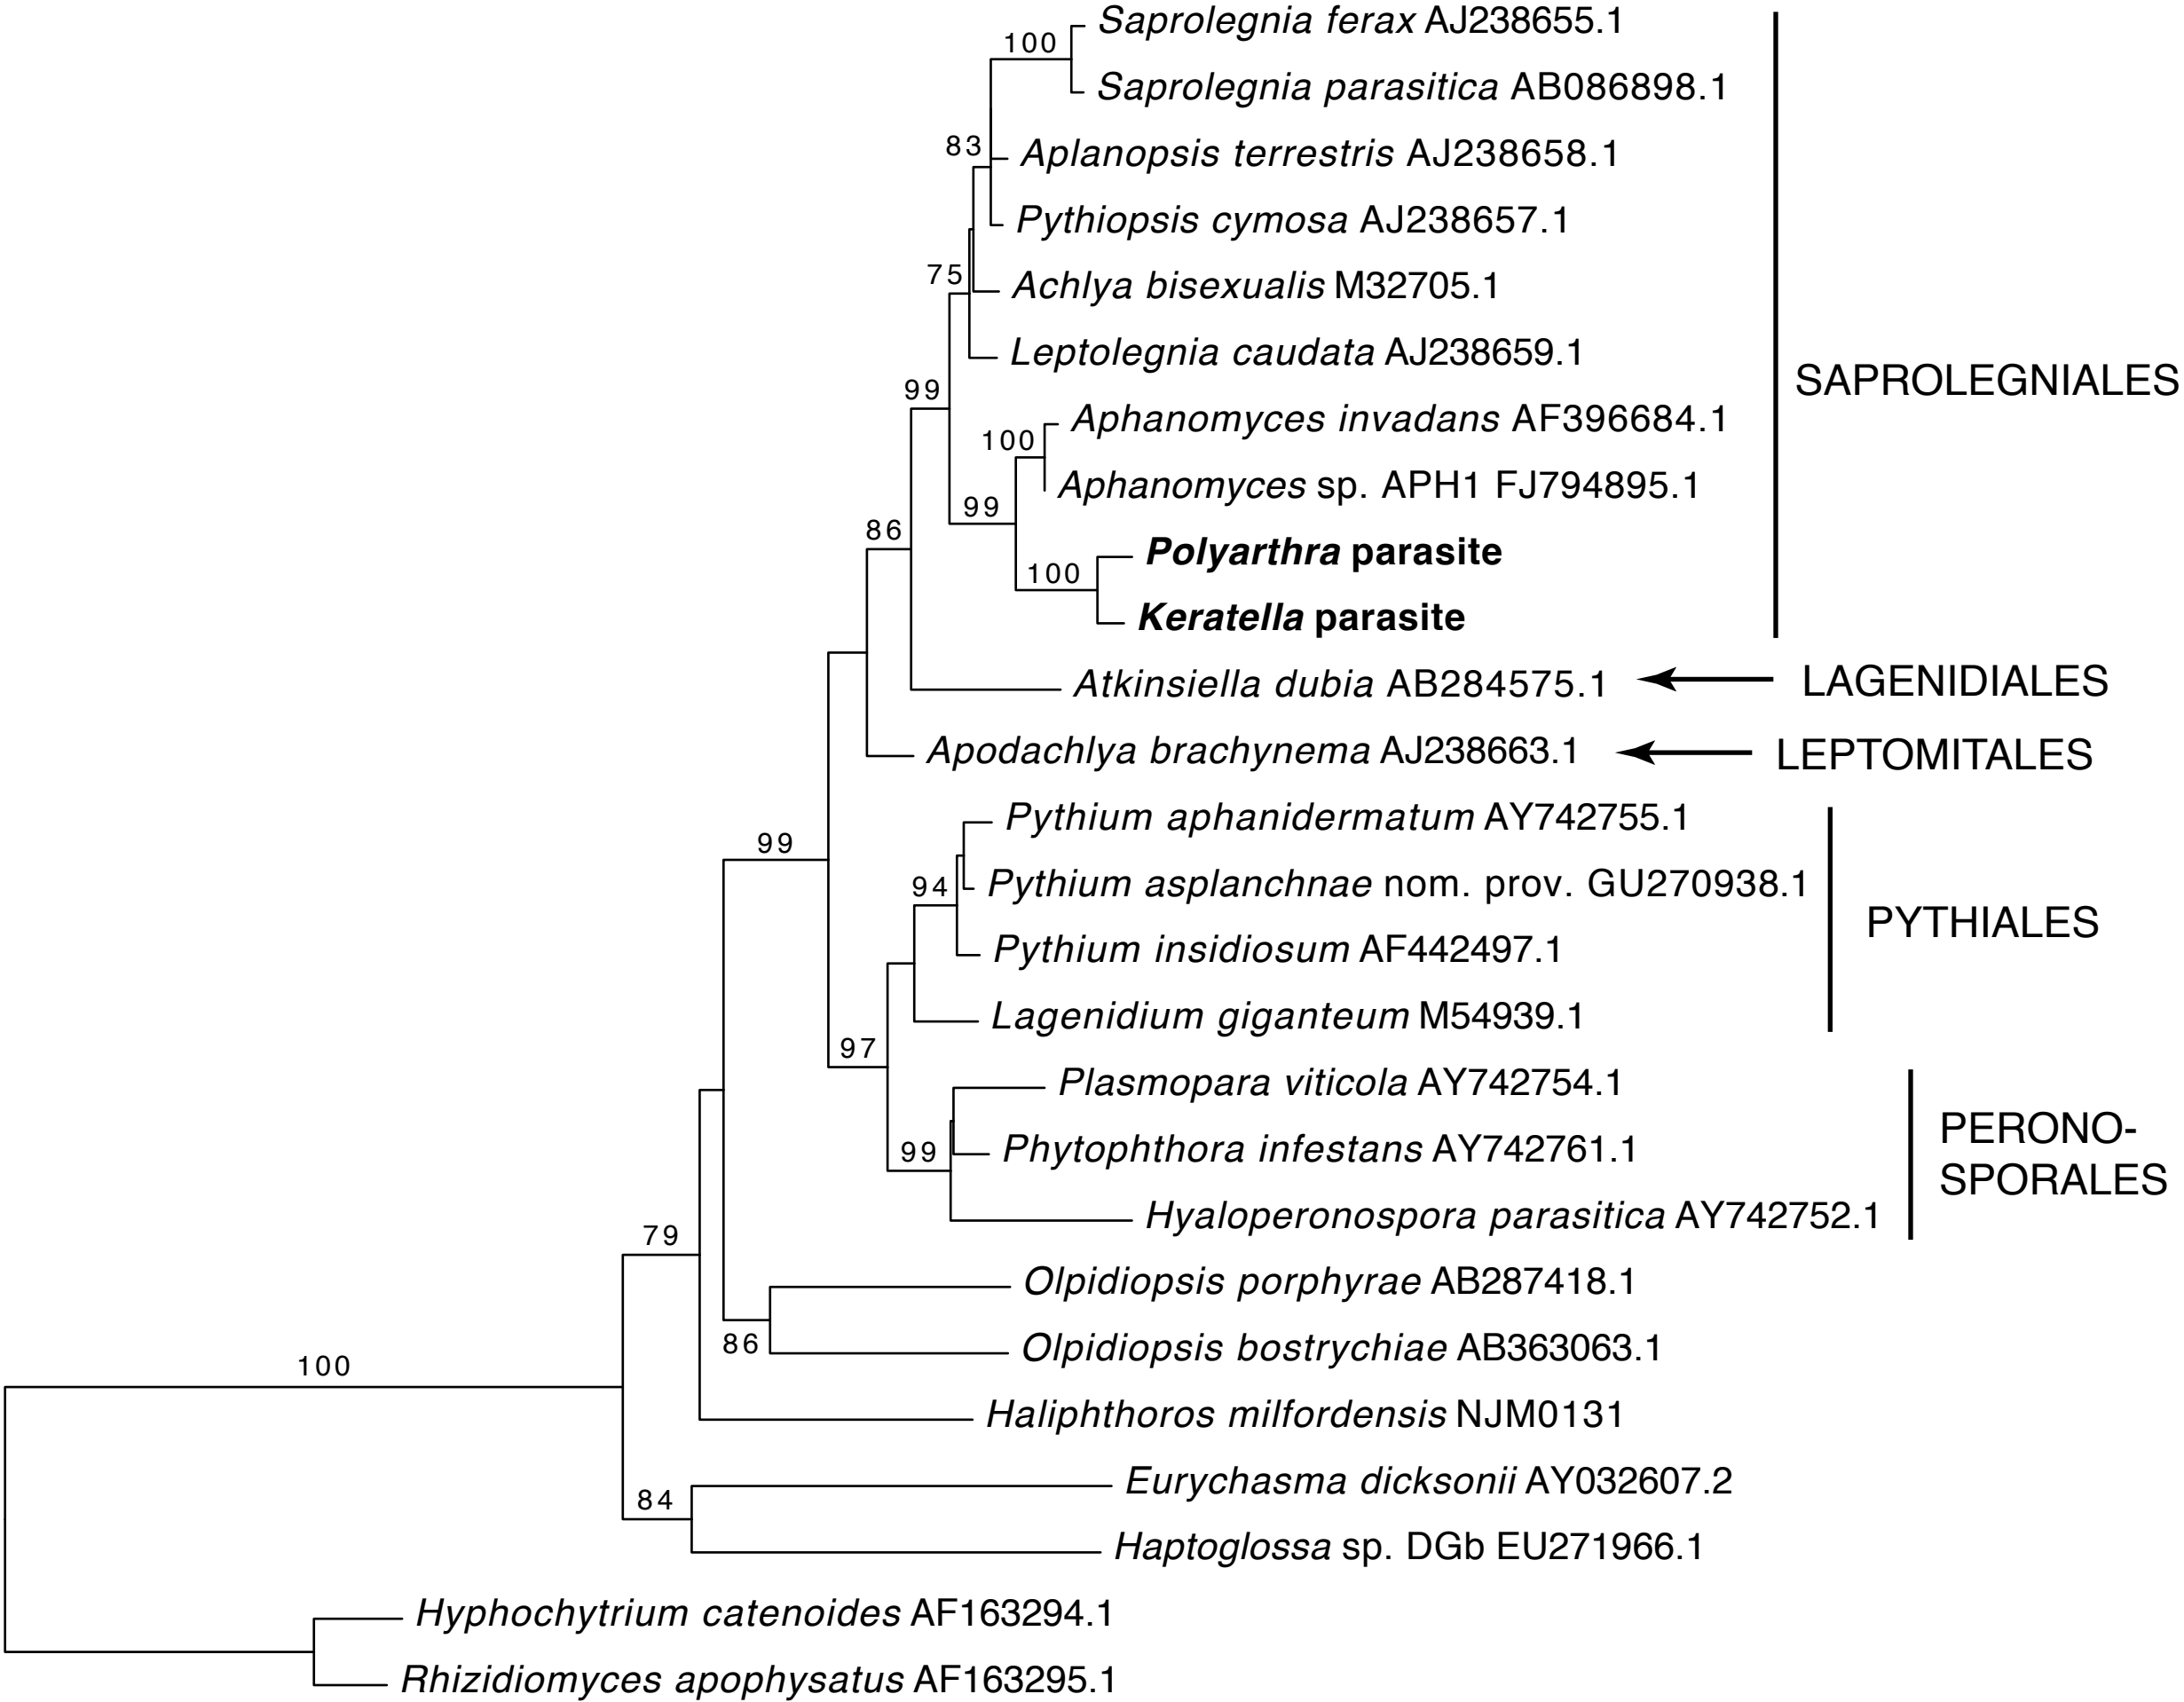 Saprolegnia ferax AJ238655.1
100
Saprolegnia parasitica AB086898.1
83
Aplanopsis terrestris AJ238658.1
Pythiopsis cymosa AJ238657.1
75
Achlya bisexualis M32705.1
Leptolegnia caudata AJ238659.1
SAPROLEGNIALES
99
Aphanomyces invadans AF396684.1
100
Aphanomyces sp. APH1 FJ794895.1
99
86
Polyarthra parasite
100
Keratella parasite
Atkinsiella dubia AB284575.1
LAGENIDIALES
Apodachlya brachynema AJ238663.1
LEPTOMITALES
Pythium aphanidermatum AY742755.1
99
94
Pythium asplanchnae nom. prov. GU270938.1
PYTHIALES
Pythium insidiosum AF442497.1
Lagenidium giganteum M54939.1
97
Plasmopara viticola AY742754.1
PERONO-
SPORALES
Phytophthora infestans AY742761.1
99
Hyaloperonospora parasitica AY742752.1
79
Olpidiopsis porphyrae AB287418.1
86
Olpidiopsis bostrychiae AB363063.1
100
Haliphthoros milfordensis NJM0131
Eurychasma dicksonii AY032607.2
84
Haptoglossa sp. DGb EU271966.1
Hyphochytrium catenoides AF163294.1
Rhizidiomyces apophysatus AF163295.1